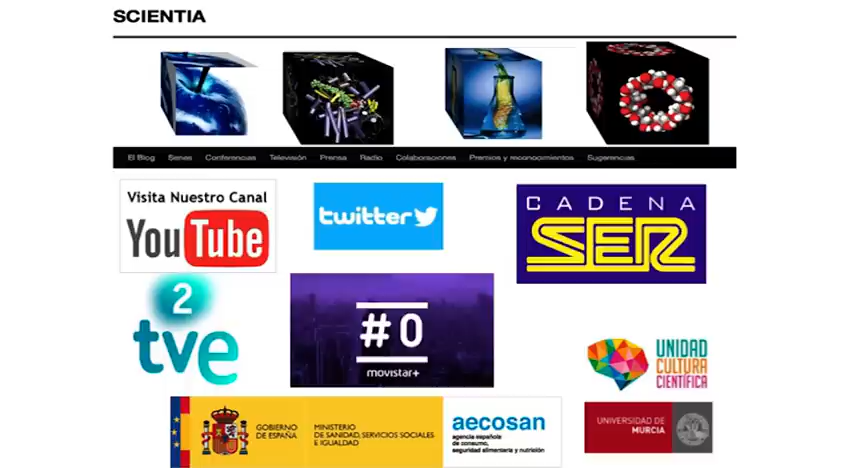 SCIENTIA
El Blog Series Conferencias Televisión Prensa Radio Colaboraciones Premios y reconocimientos Sugerencias
Visita Nuestro Canal
YouTube
twitter
CADENA
SER
2
tve
#0
movistar+
UNIDAD
CULTURA
CIENTÍFICA
GOBIERNO
DE ESPAÑA
MINISTERIO
DE SANIDAD, SERVICIOS SOCIALES
E IGUALDAD
aecosan
agencia española
de consumo,
seguridad alimentaria y nutrición
UNIVERSIDAD DE
MURCIA